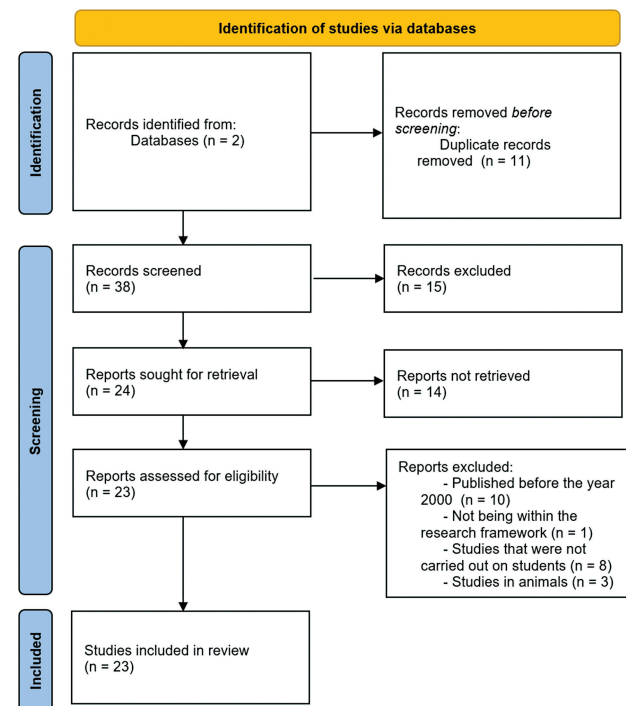 Identification of studies via databases
Identification
Records identified from:
Databases (n = 2)
Records removed before
screening:
Duplicate records
removed (n = 11)
Screening
Records screened
(n = 38)
Records excluded
(n = 15)
Reports sought for retrieval
(n = 24)
Reports not retrieved
(n = 14)
Reports assessed for eligibility
(n = 23)
Reports excluded:
- Published before the year
2000 (n = 10)
- Not being within the
research framework (n = 1)
- Studies that were not
carried out on students (n = 8)
- Studies in animals (n = 3)
Included
Studies included in review
(n = 23)